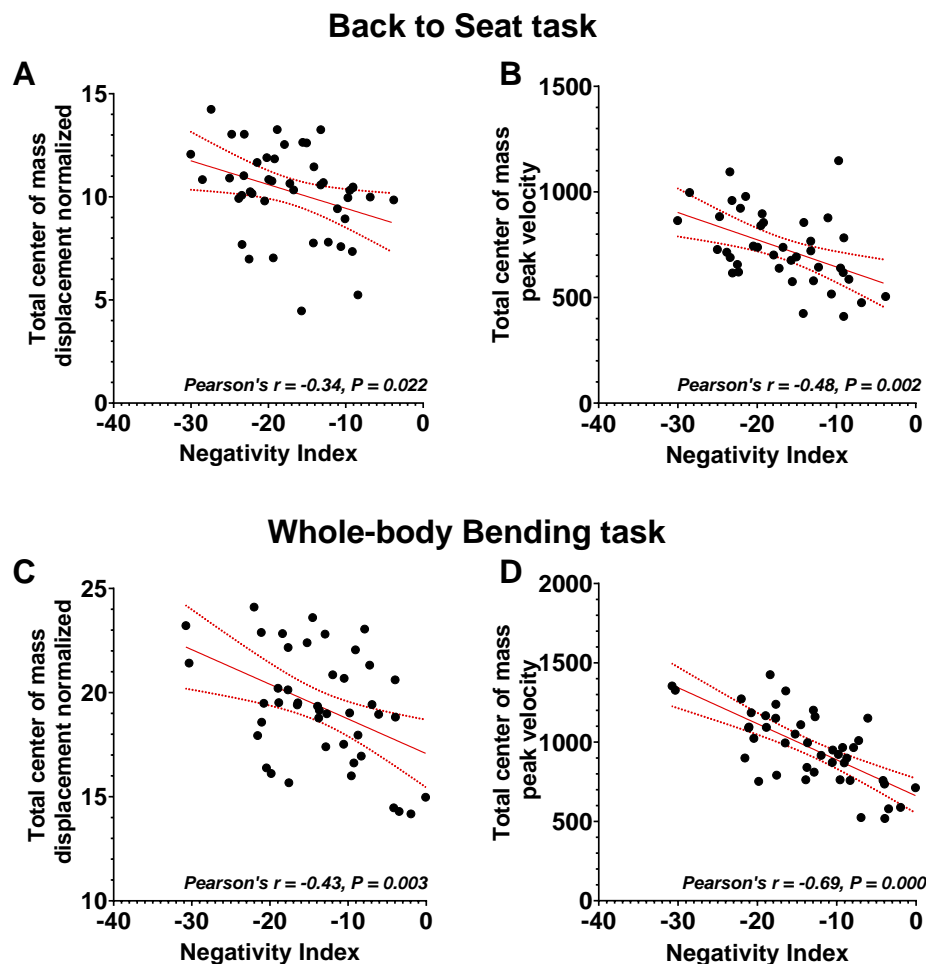 Back to Seat task
A
Total center of mass
displacement normalized
15
10
5
0
-40 -30 -20 -10 0
Negativity Index
Pearson's r = -0.34, P = 0.022
B
Total center of mass
peak velocity
1500
1000
500
0
-40 -30 -20 -10 0
Negativity Index
Pearson's r = -0.48, P = 0.002
Whole-body Bending task
C
Total center of mass
displacement normalized
25
20
15
10
-40 -30 -20 -10 0
Negativity Index
Pearson's r = -0.43, P = 0.003
D
Total center of mass
peak velocity
2000
1500
1000
500
0
-40 -30 -20 -10 0
Negativity Index
Pearson's r = -0.69, P = 0.000